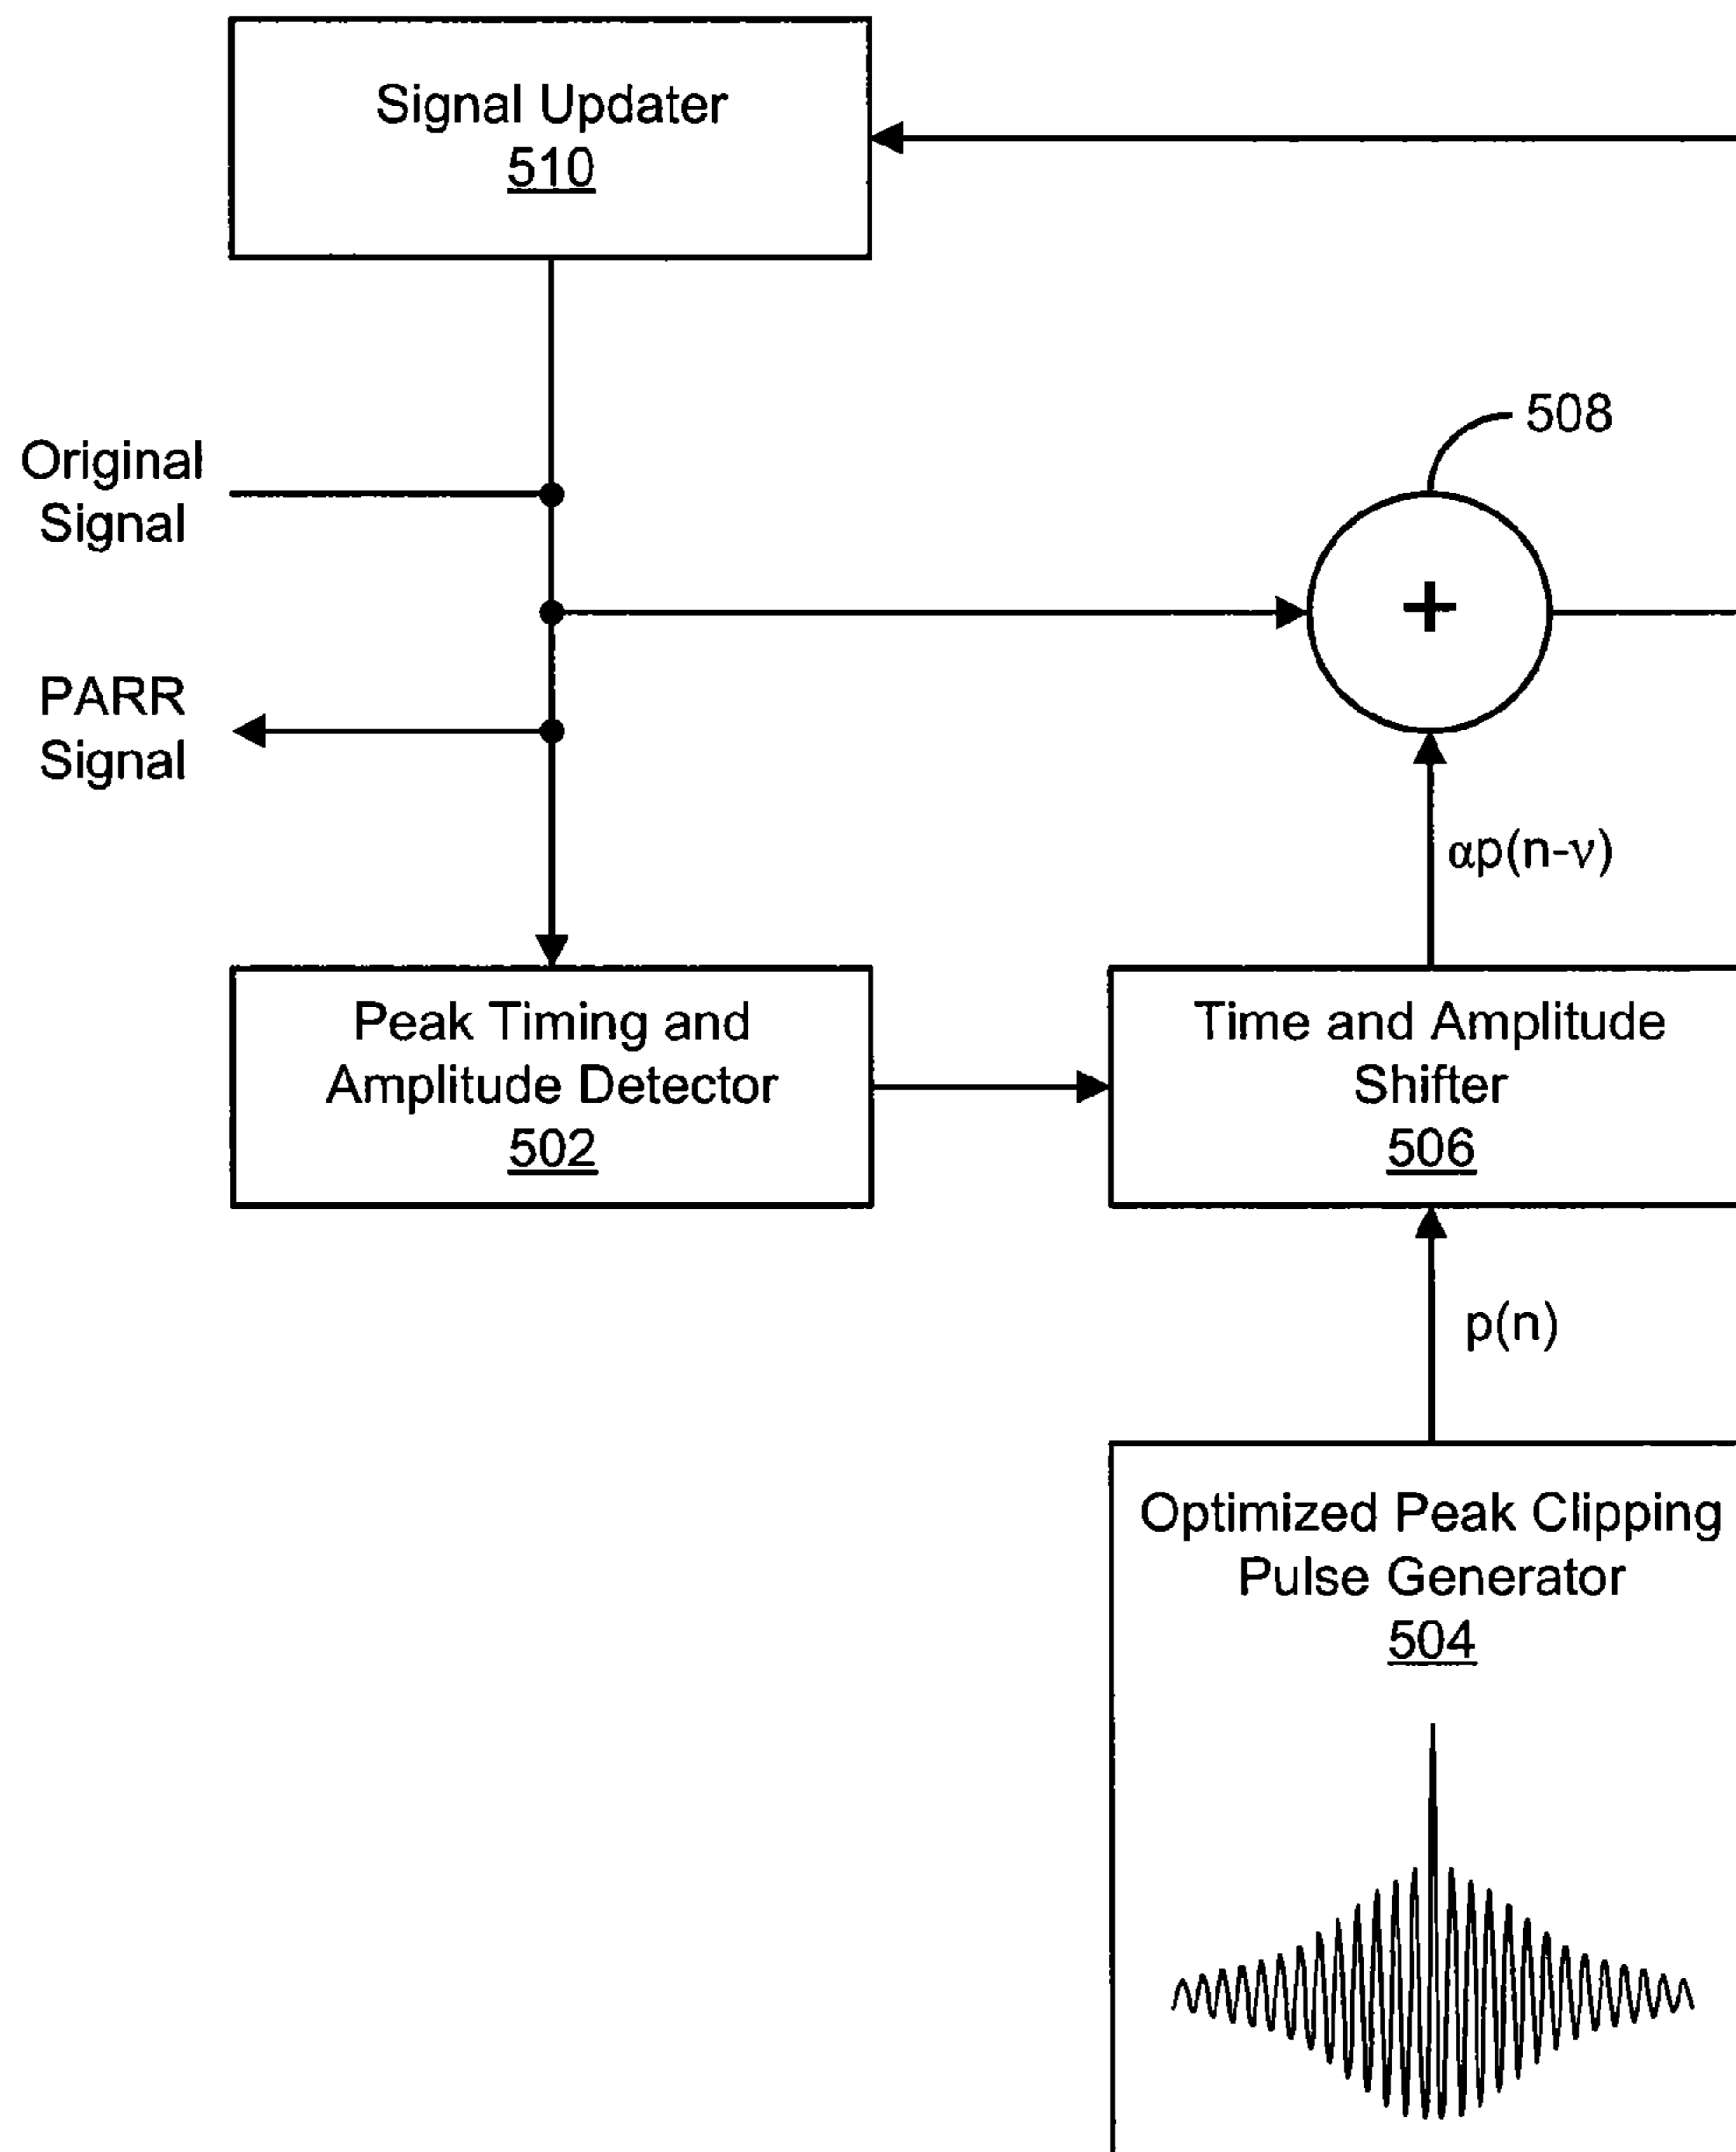 Signal Updater
510
508
Original
Signal
+
PARR
Signal
αp(n-ν)
Peak Timing and
Amplitude Detector
502
Time and Amplitude
Shifter
506
p(n)
Optimized Peak Clipping
Pulse Generator
504